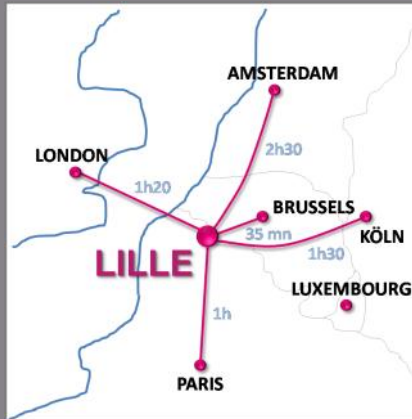 AMSTERDAM
LONDON
2h30
1h20
BRUSSELS
35 mn
KÖLN
LILLE
1h30
LUXEMBOURG
1h
PARIS